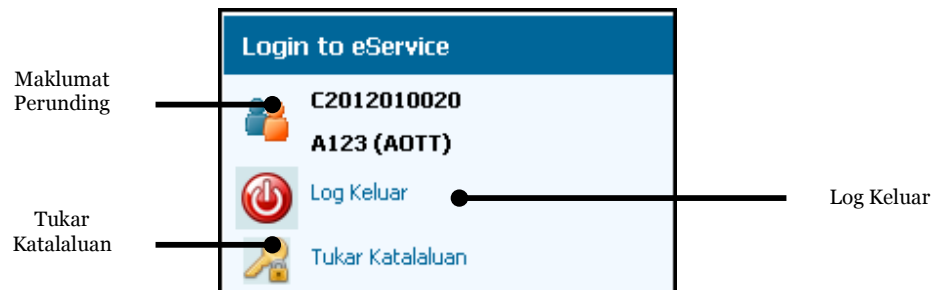 Login to eService
Maklumat
Perunding
C2012010020
A123 (AOTT)
Log Keluar
Log Keluar
Tukar
Katalaluan
Tukar Katalaluan